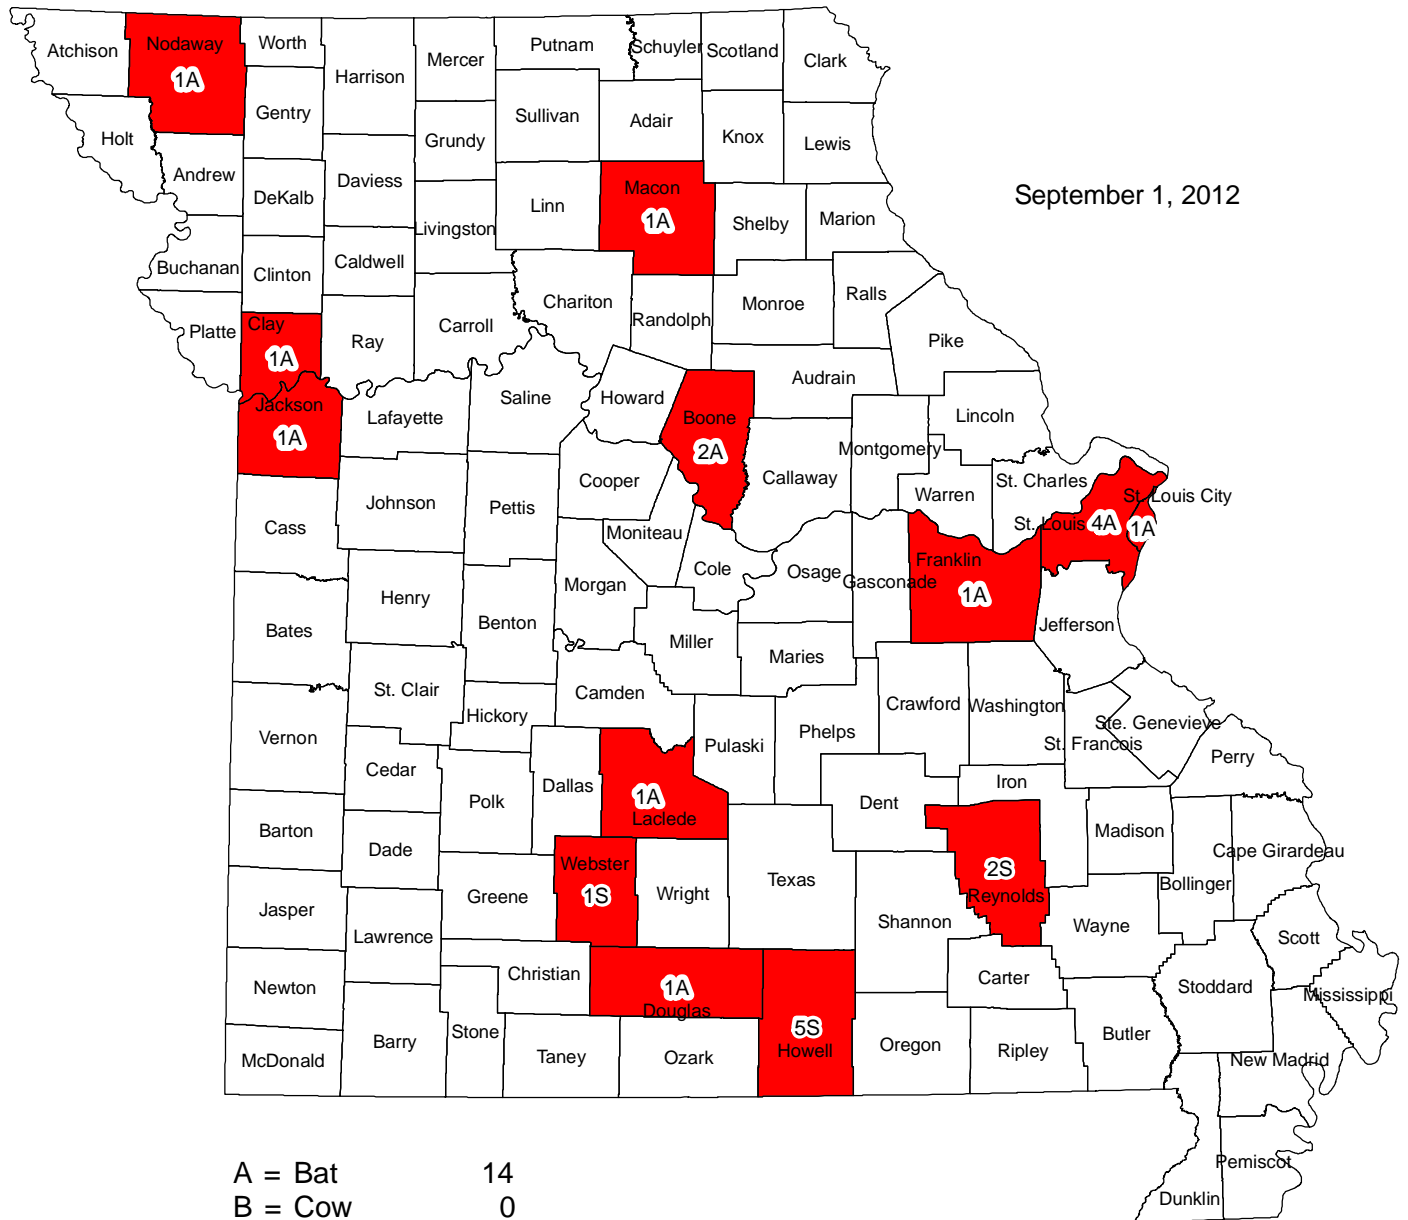 Atchison
Nodaway
1A
Worth
Harrison
Mercer
Putnam
Schuyler
Scotland
Clark
Holt
Gentry
Sullivan
Adair
Knox
Lewis
Grundy
Andrew
DeKalb
Daviess
Livingston
Linn
Macon
1A
Shelby
Marion
September 1, 2012
Buchanan
Clinton
Caldwell
Chariton
Randolph
Monroe
Ralls
Platte
Clay
1A
Ray
Carroll
Pike
Audrain
Jackson
1A
Lafayette
Saline
Howard
Boone
2A
Lincoln
Montgomery
Callaway
Cooper
Warren
St. Charles
St. Louis City
1A
St. Louis
4A
Cass
Johnson
Pettis
Moniteau
Cole
Osage
Gasconade
Franklin
1A
Morgan
Henry
Benton
Bates
Miller
Maries
Jefferson
St. Clair
Camden
Hickory
Crawford
Washington
Ste. Genevieve
St. Francois
Perry
Vernon
Cedar
Dallas
Pulaski
Phelps
Polk
1A
Laclede
Dent
Iron
Madison
Barton
Dade
Webster
1S
Wright
Texas
2S
Reynolds
Cape Girardeau
Bollinger
Jasper
Greene
Lawrence
Shannon
Wayne
Scott
Newton
Christian
1A
Douglas
5S
Howell
Carter
Stoddard
Mississippi
McDonald
Barry
Stone
Taney
Ozark
Oregon
Ripley
Butler
New Madrid
Pemiscot
Dunklin
A = Bat 14
B = Cow 0